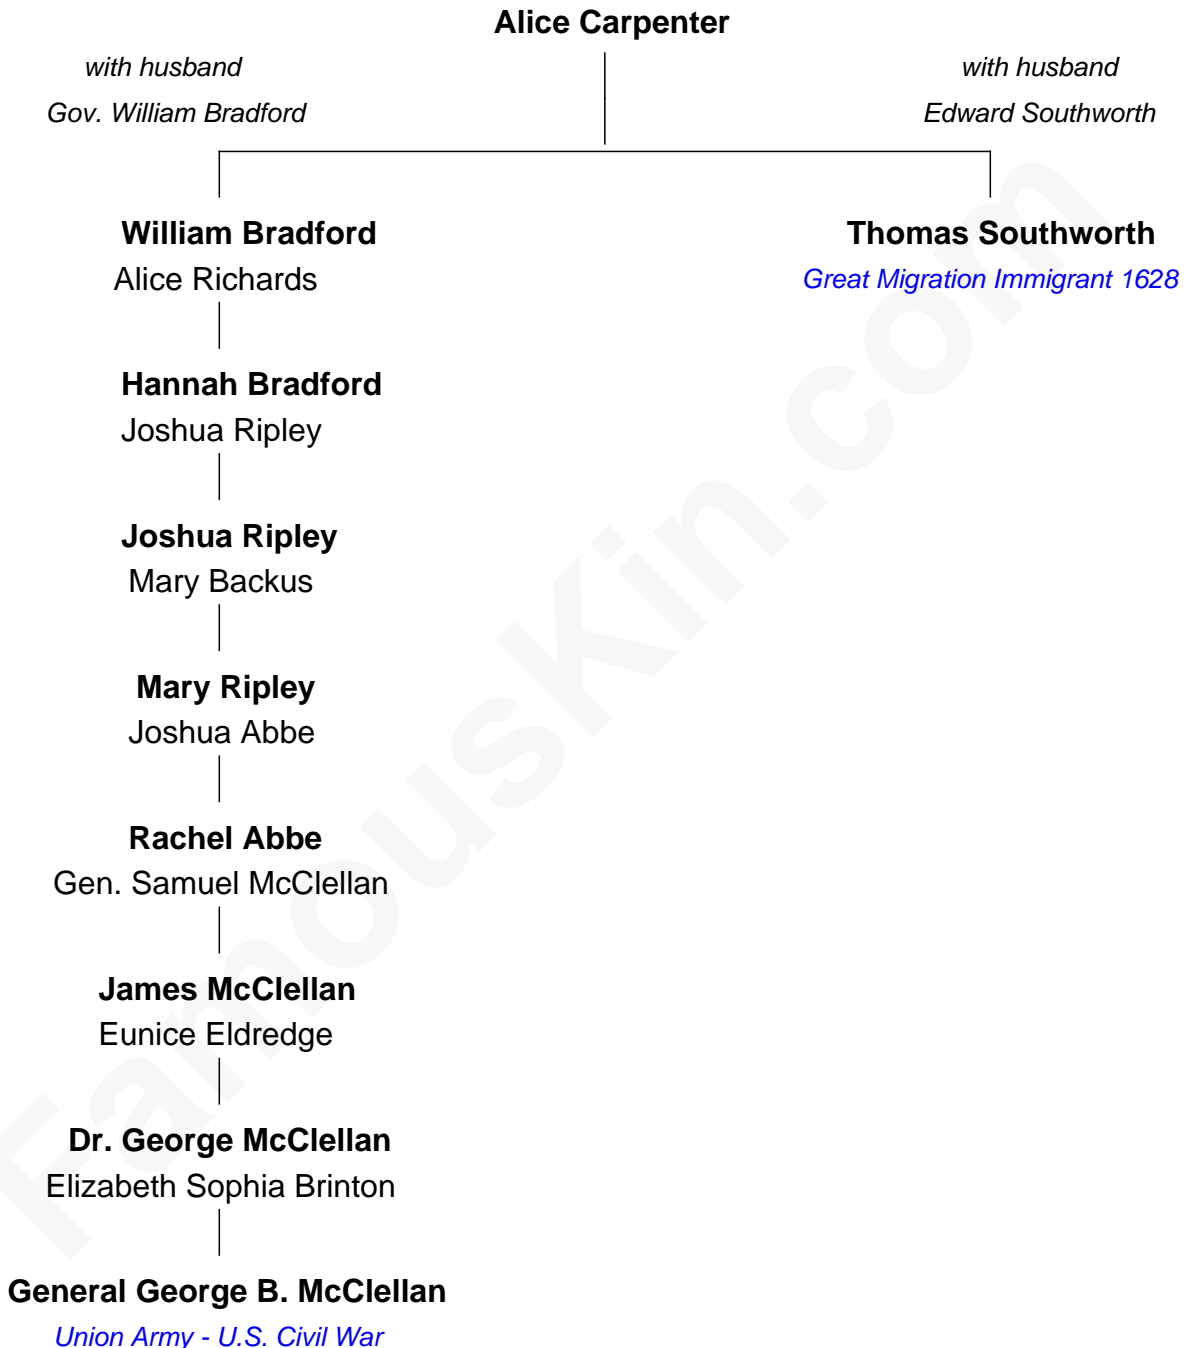 Alice Carpenter
with husband
Gov. William Bradford
with husband
Edward Southworth
William Bradford
Alice Richards
Thomas Southworth
Great Migration Immigrant 1628
Hannah Bradford
Joshua Ripley
Joshua Ripley
Mary Backus
Mary Ripley
Joshua Abbe
Rachel Abbe
Gen. Samuel McClellan
James McClellan
Eunice Eldredge
Dr. George McClellan
Elizabeth Sophia Brinton
General George B. McClellan
Union Army - U.S. Civil War
FamousKin.com